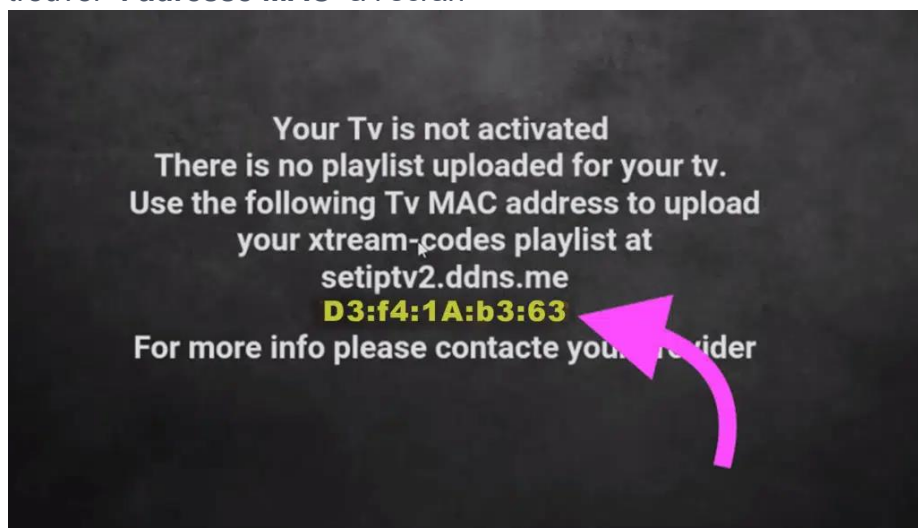 Your Tv is not activated
There is no playlist uploaded for your tv.
Use the following Tv MAC address to upload
your xtream-codes playlist at
setiptv2.ddns.me
D3:f4:1A:b3:63
For more info please contacte